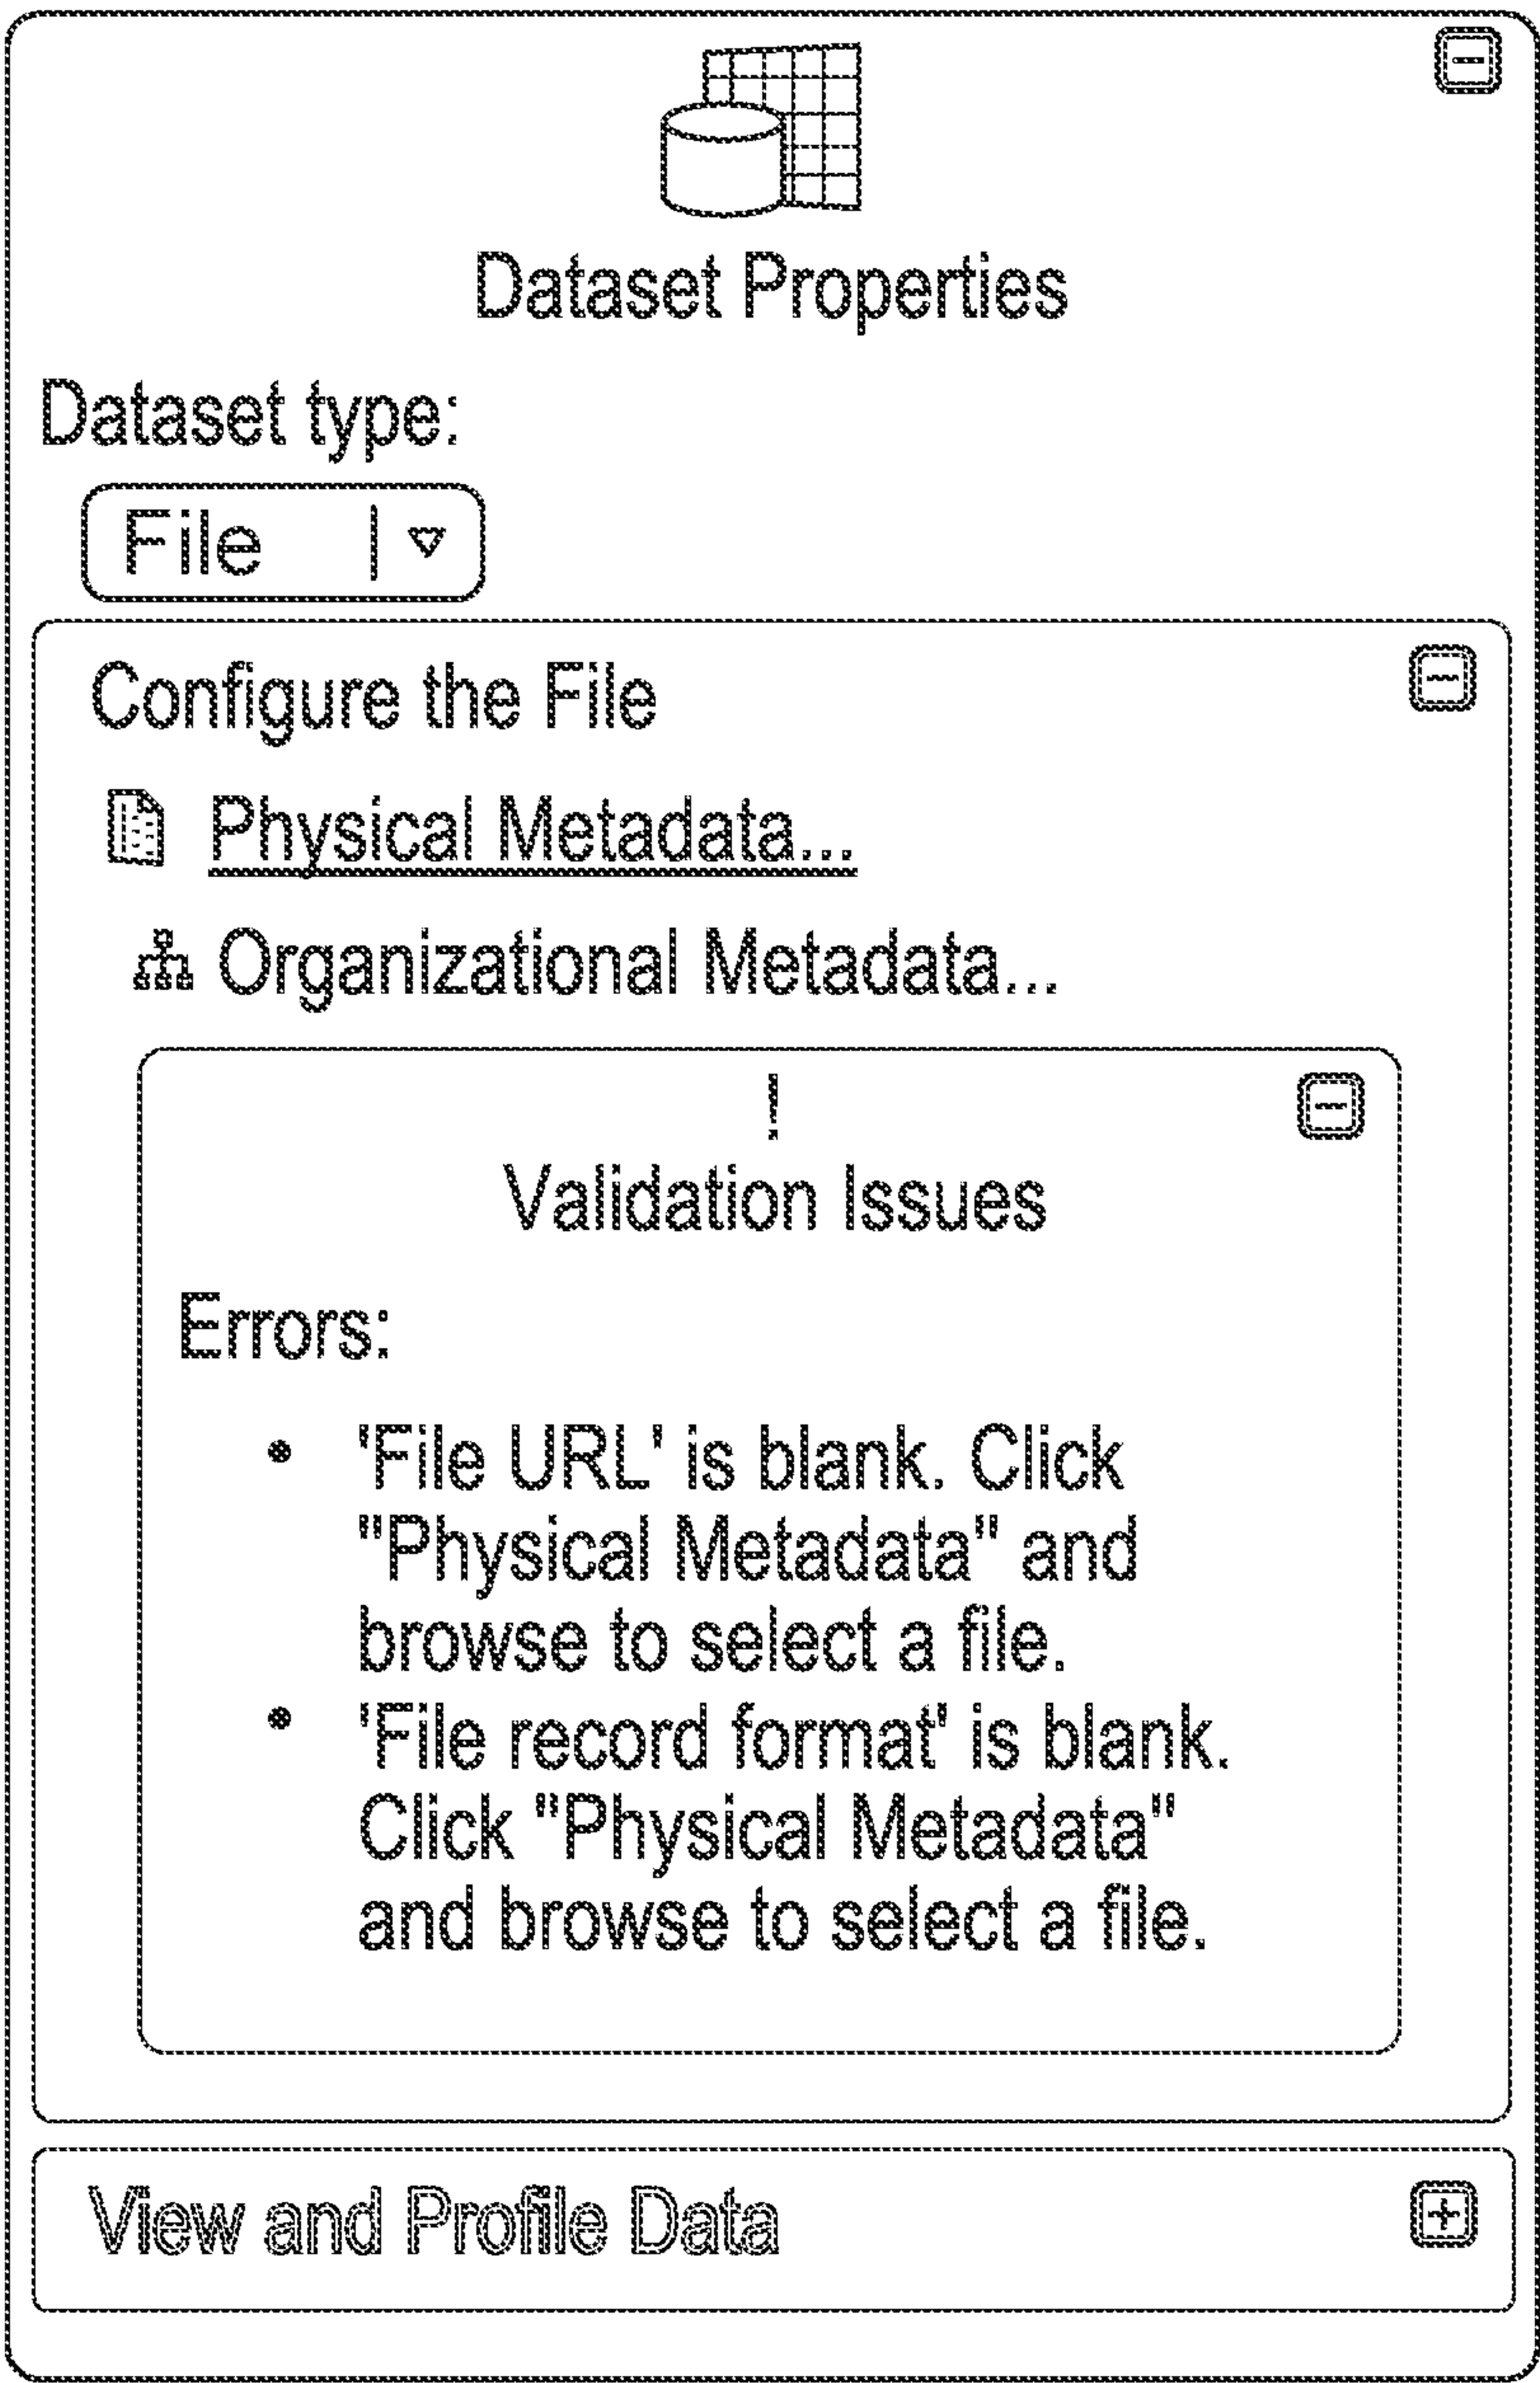 Dataset Properties
Dataset type:
File
Configure the File
Physical Metadata...
Organizational Metadata...
!
Validation Issues
Errors:
• 'File URL' is blank. Click
"Physical Metadata" and
browse to select a file.
• 'File record format' is blank.
Click "Physical Metadata"
and browse to select a file.
View and Profile Data